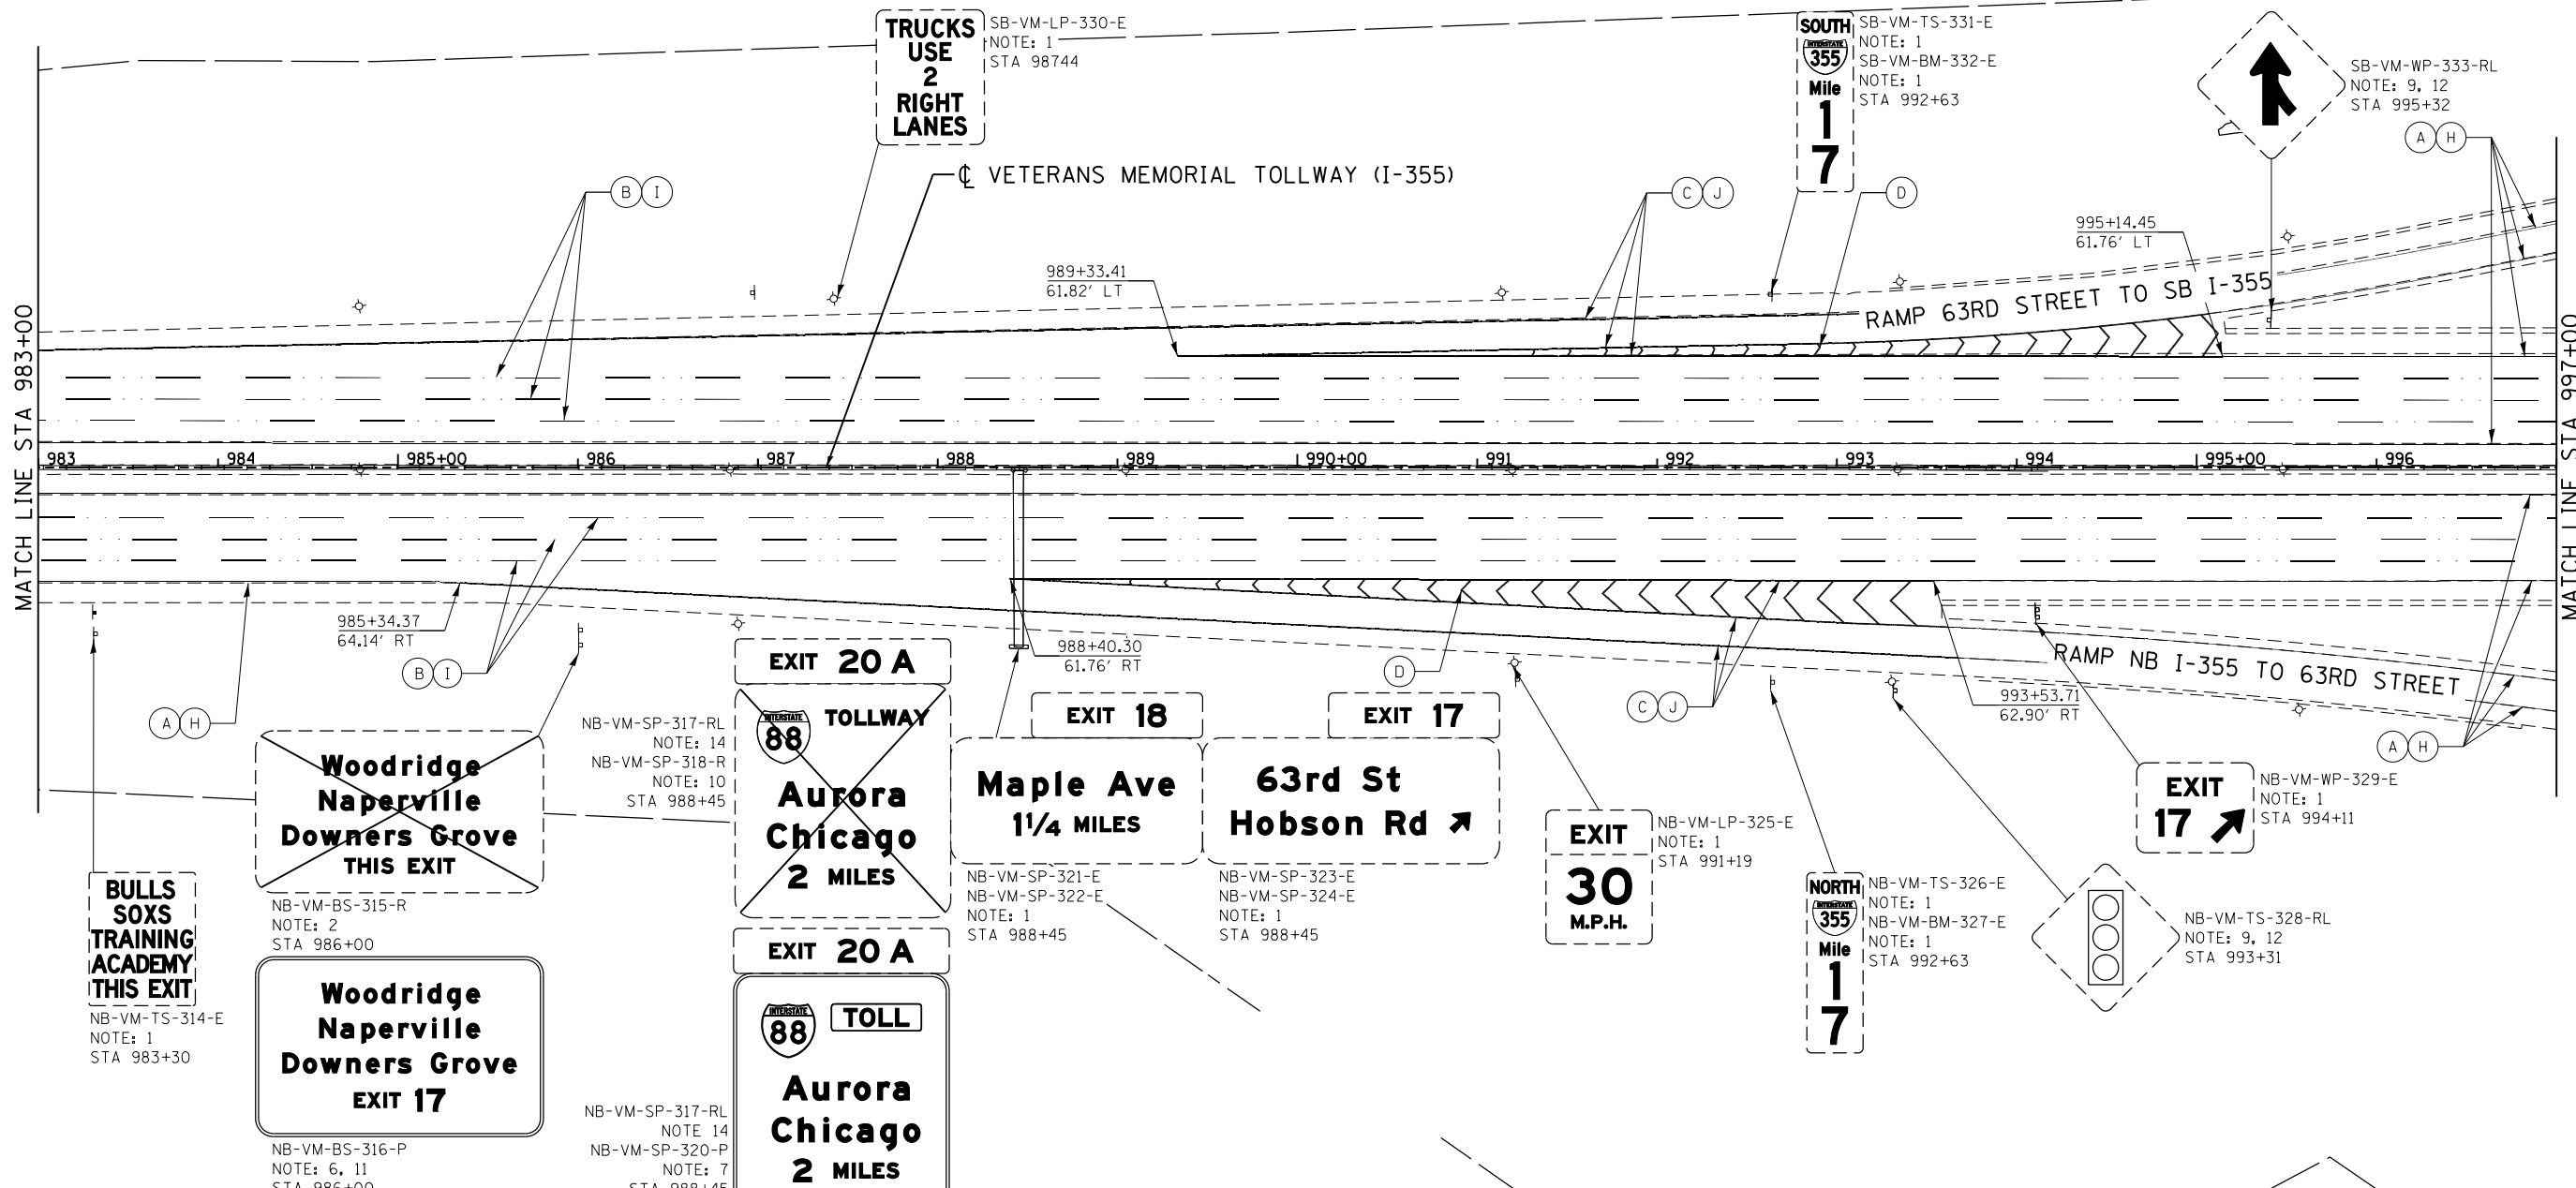 TRUCKS
USE
2
RIGHT
LANES
SB-VM-LP-330-E
NOTE: 1
STA 98744
SOUTH
INTERSTATE
355
Mile
1
7
SB-VM-TS-331-E
NOTE: 1
SB-VM-BM-332-E
NOTE: 1
STA 992+63
SB-VM-WP-333-RL
NOTE: 9, 12
STA 995+32
A H
B I
℄ VETERANS MEMORIAL TOLLWAY (I-355)
C J
D
989+33.41
61.82' LT
995+14.45
61.76' LT
RAMP 63RD STREET TO SB I-355
MATCH LINE STA 983+00
MATCH LINE STA 997+00
983 984 985+00 986 987 988 989 990+00 991 992 993 994 995+00 996
985+34.37
64.14' RT
B I
A H
988+40.30
61.76' RT
D
C J
993+53.71
62.90' RT
RAMP NB I-355 TO 63RD STREET
A H
BULLS
SOXS
TRAINING
ACADEMY
THIS EXIT
NB-VM-TS-314-E
NOTE: 1
STA 983+30
Woodridge
Naperville
Downers Grove
THIS EXIT
NB-VM-BS-315-R
NOTE: 2
STA 986+00
Woodridge
Naperville
Downers Grove
EXIT 17
NB-VM-BS-316-P
NOTE: 6, 11
STA 986+00
NB-VM-SP-317-RL
NOTE: 14
NB-VM-SP-318-R
NOTE: 10
STA 988+45
EXIT 20 A
INTERSTATE
88 TOLLWAY
Aurora
Chicago
2 MILES
NB-VM-SP-317-RL
NOTE 14
NB-VM-SP-320-P
NOTE: 7
STA 988+45
EXIT 20 A
INTERSTATE
88 TOLL
Aurora
Chicago
2 MILES
EXIT 18
Maple Ave
1 1/4 MILES
NB-VM-SP-321-E
NB-VM-SP-322-E
NOTE: 1
STA 988+45
EXIT 17
63rd St
Hobson Rd
NB-VM-SP-323-E
NB-VM-SP-324-E
NOTE: 1
STA 988+45
EXIT
30
M.P.H.
NB-VM-LP-325-E
NOTE: 1
STA 991+19
NORTH
INTERSTATE
355
Mile
1
7
NB-VM-TS-326-E
NOTE: 1
NB-VM-BM-327-E
NOTE: 1
STA 992+63
NB-VM-TS-328-RL
NOTE: 9, 12
STA 993+31
EXIT
17
NB-VM-WP-329-E
NOTE: 1
STA 994+11